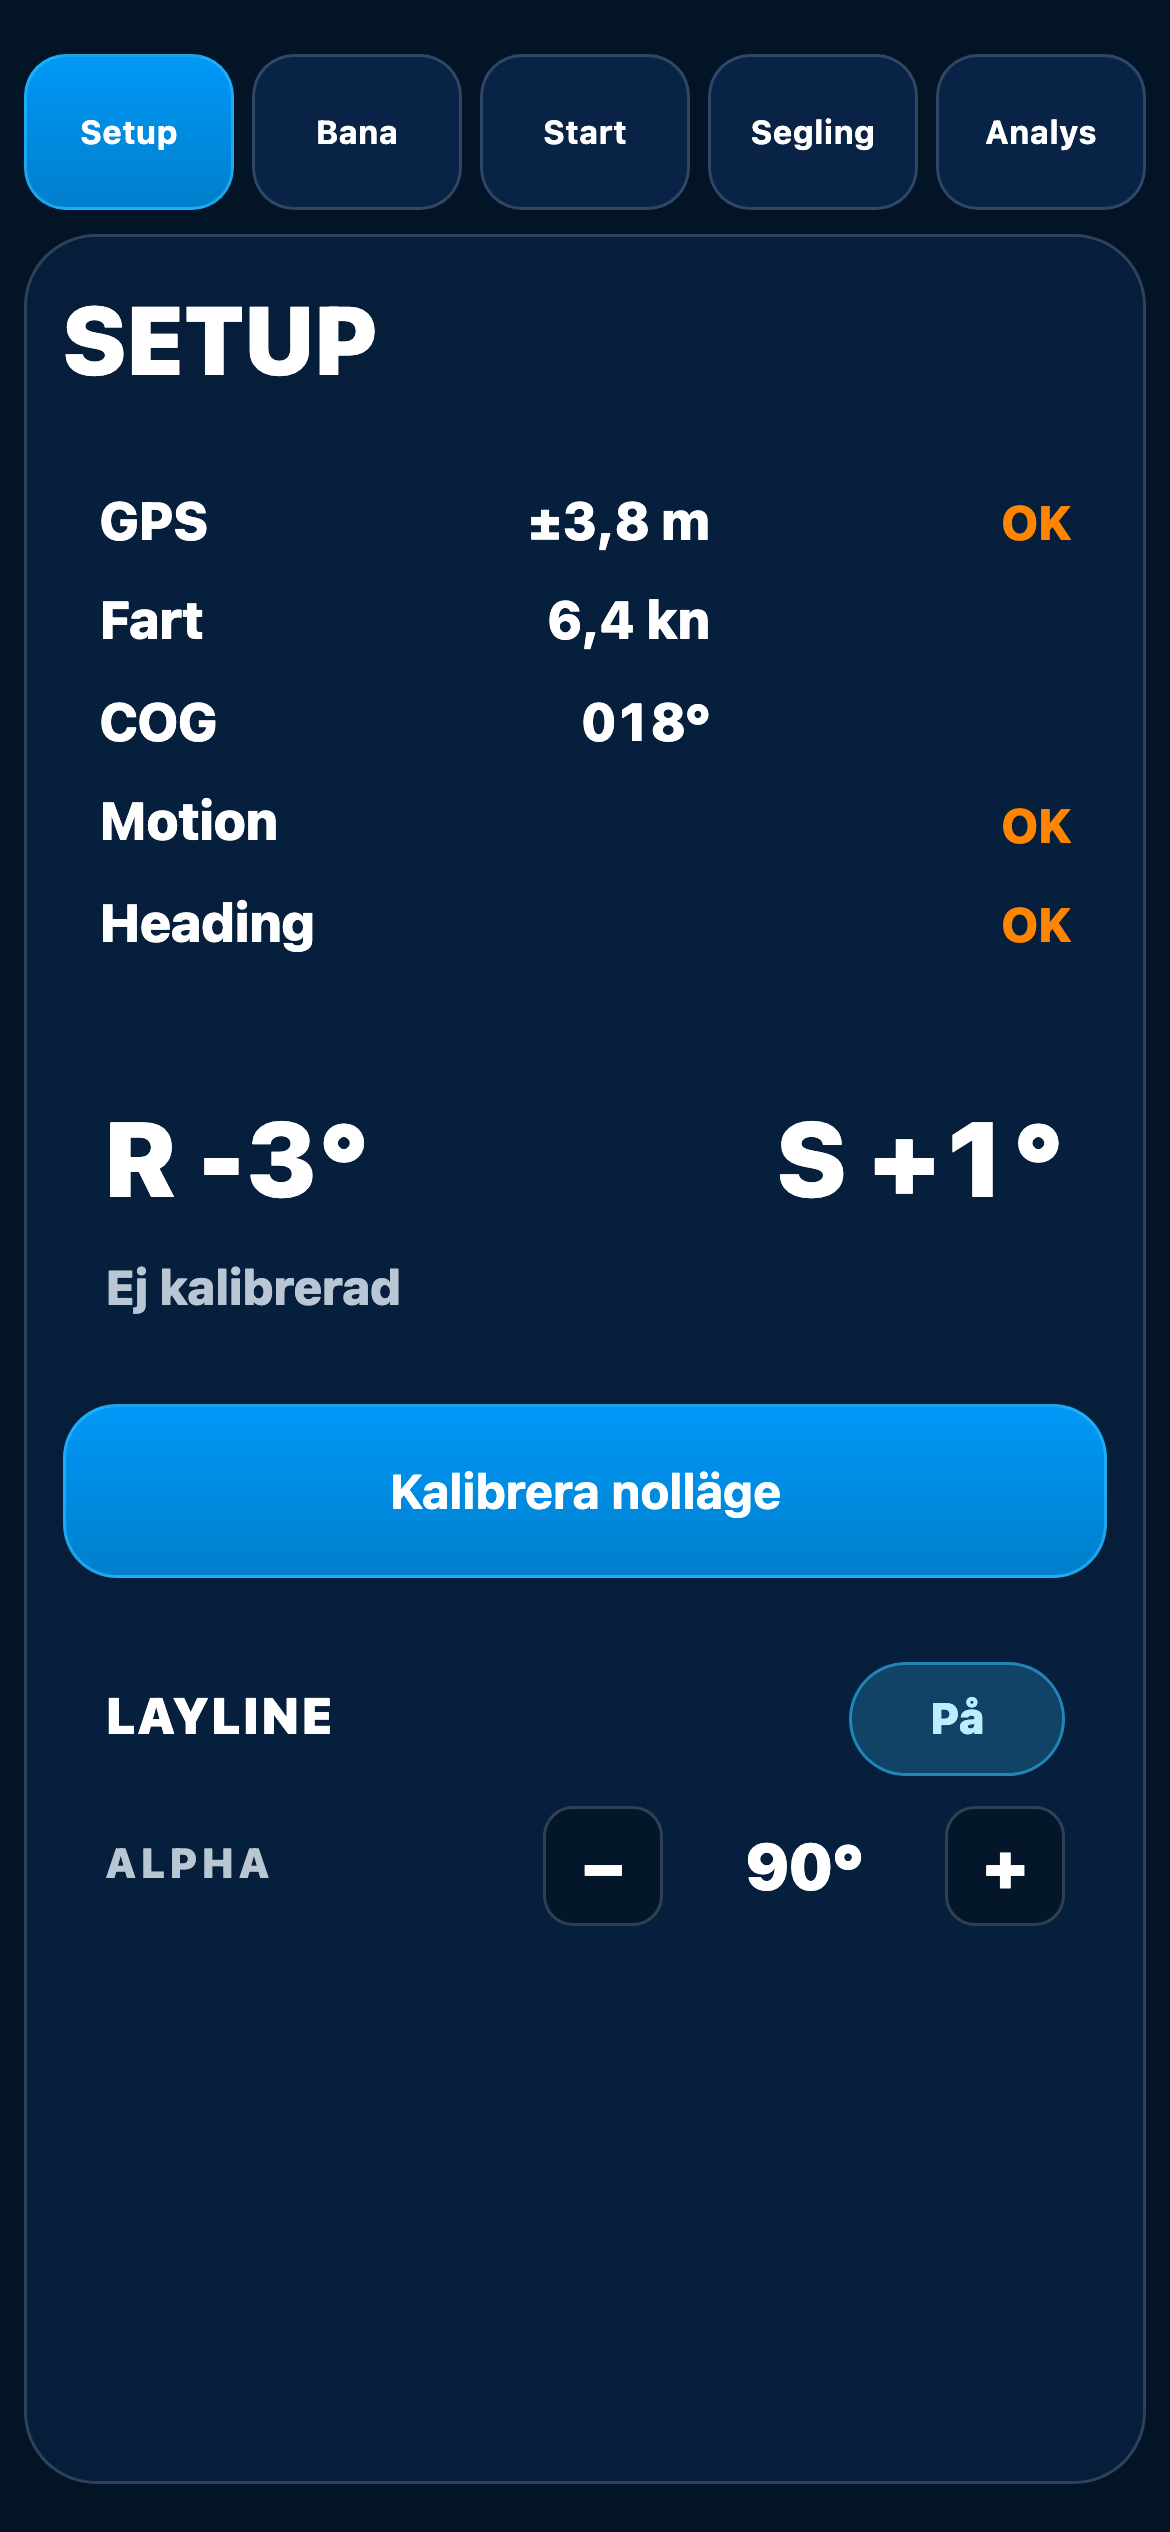 Setup Bana Start Segling Analys
SETUP
GPS ±3,8 m OK
Fart 6,4 kn
COG 018°
Motion OK
Heading OK
R -3° S +1°
Ej kalibrerad
Kalibrera nolläge
LAYLINE På
ALPHA − 90° +